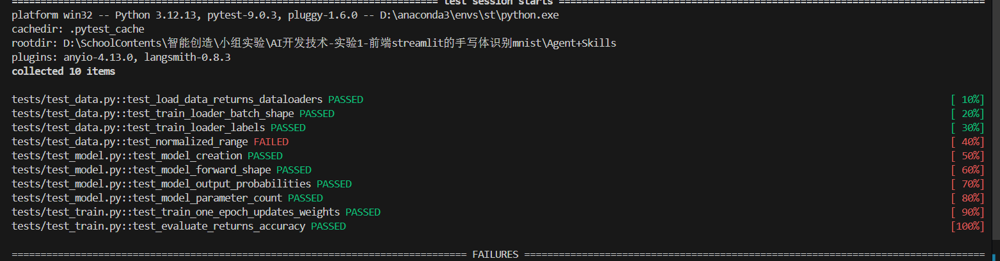 ============================ test session starts ============================
platform win32 -- Python 3.12.13, pytest-9.0.3, pluggy-1.6.0 -- D:\anaconda3\envs\st\python.exe
cachedir: .pytest_cache
rootdir: D:\SchoolContents\智能创造\小组实验\AI开发技术-实验1-前端streamlit的手写体识别mnist\Agent+Skills
plugins: anyio-4.13.0, langsmith-0.8.3
collected 10 items
tests/test_data.py::test_load_data_returns_dataloaders PASSED [ 10%]
tests/test_data.py::test_train_loader_batch_shape PASSED [ 20%]
tests/test_data.py::test_train_loader_labels PASSED [ 30%]
tests/test_data.py::test_normalized_range FAILED [ 40%]
tests/test_model.py::test_model_creation PASSED [ 50%]
tests/test_model.py::test_model_forward_shape PASSED [ 60%]
tests/test_model.py::test_model_output_probabilities PASSED [ 70%]
tests/test_model.py::test_model_parameter_count PASSED [ 80%]
tests/test_train.py::test_train_one_epoch_updates_weights PASSED [ 90%]
tests/test_train.py::test_evaluate_returns_accuracy PASSED [100%]
============================ FAILURES ============================